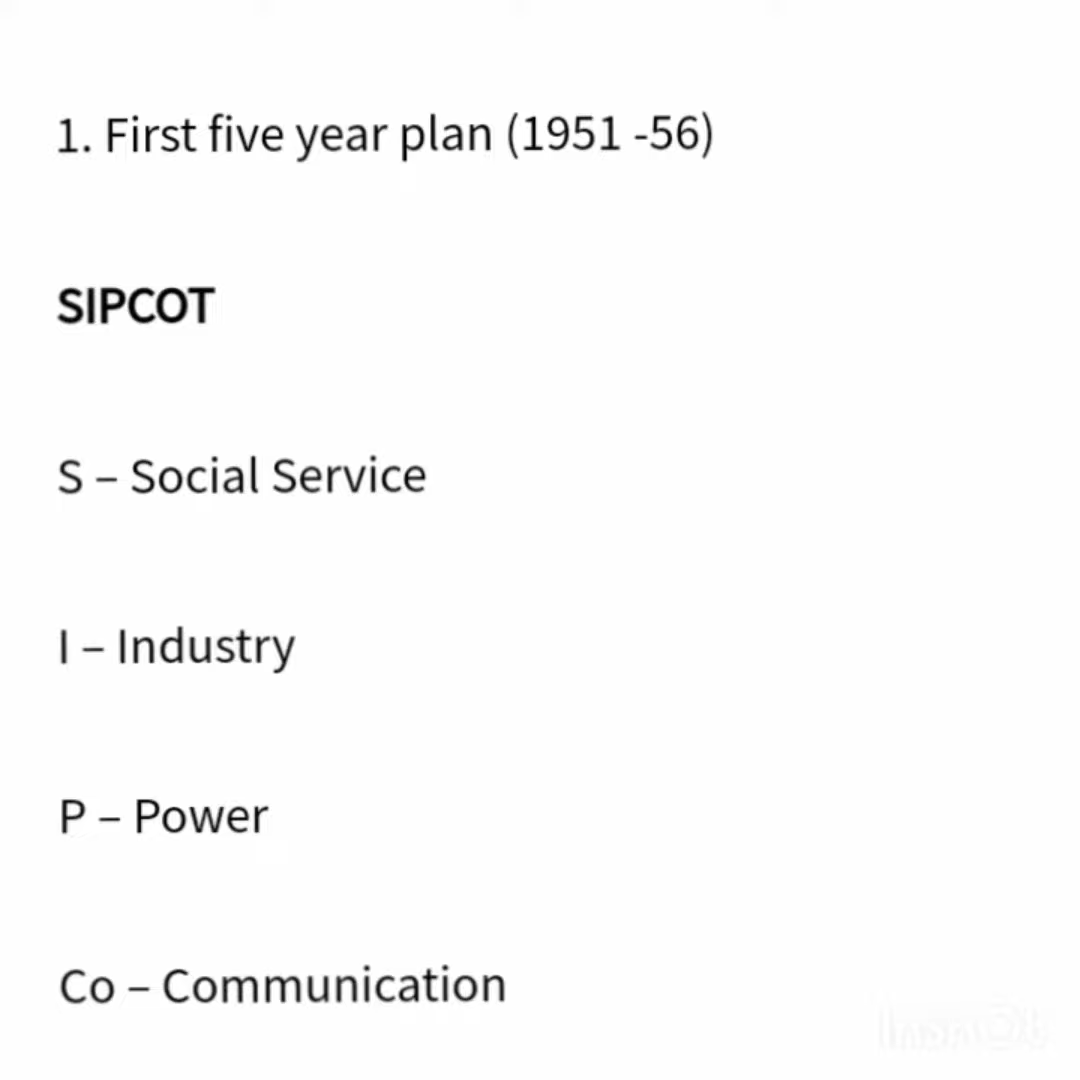 1. First five year plan (1951 -56)
SIPCOT
S – Social Service
I – Industry
P – Power
Co – Communication